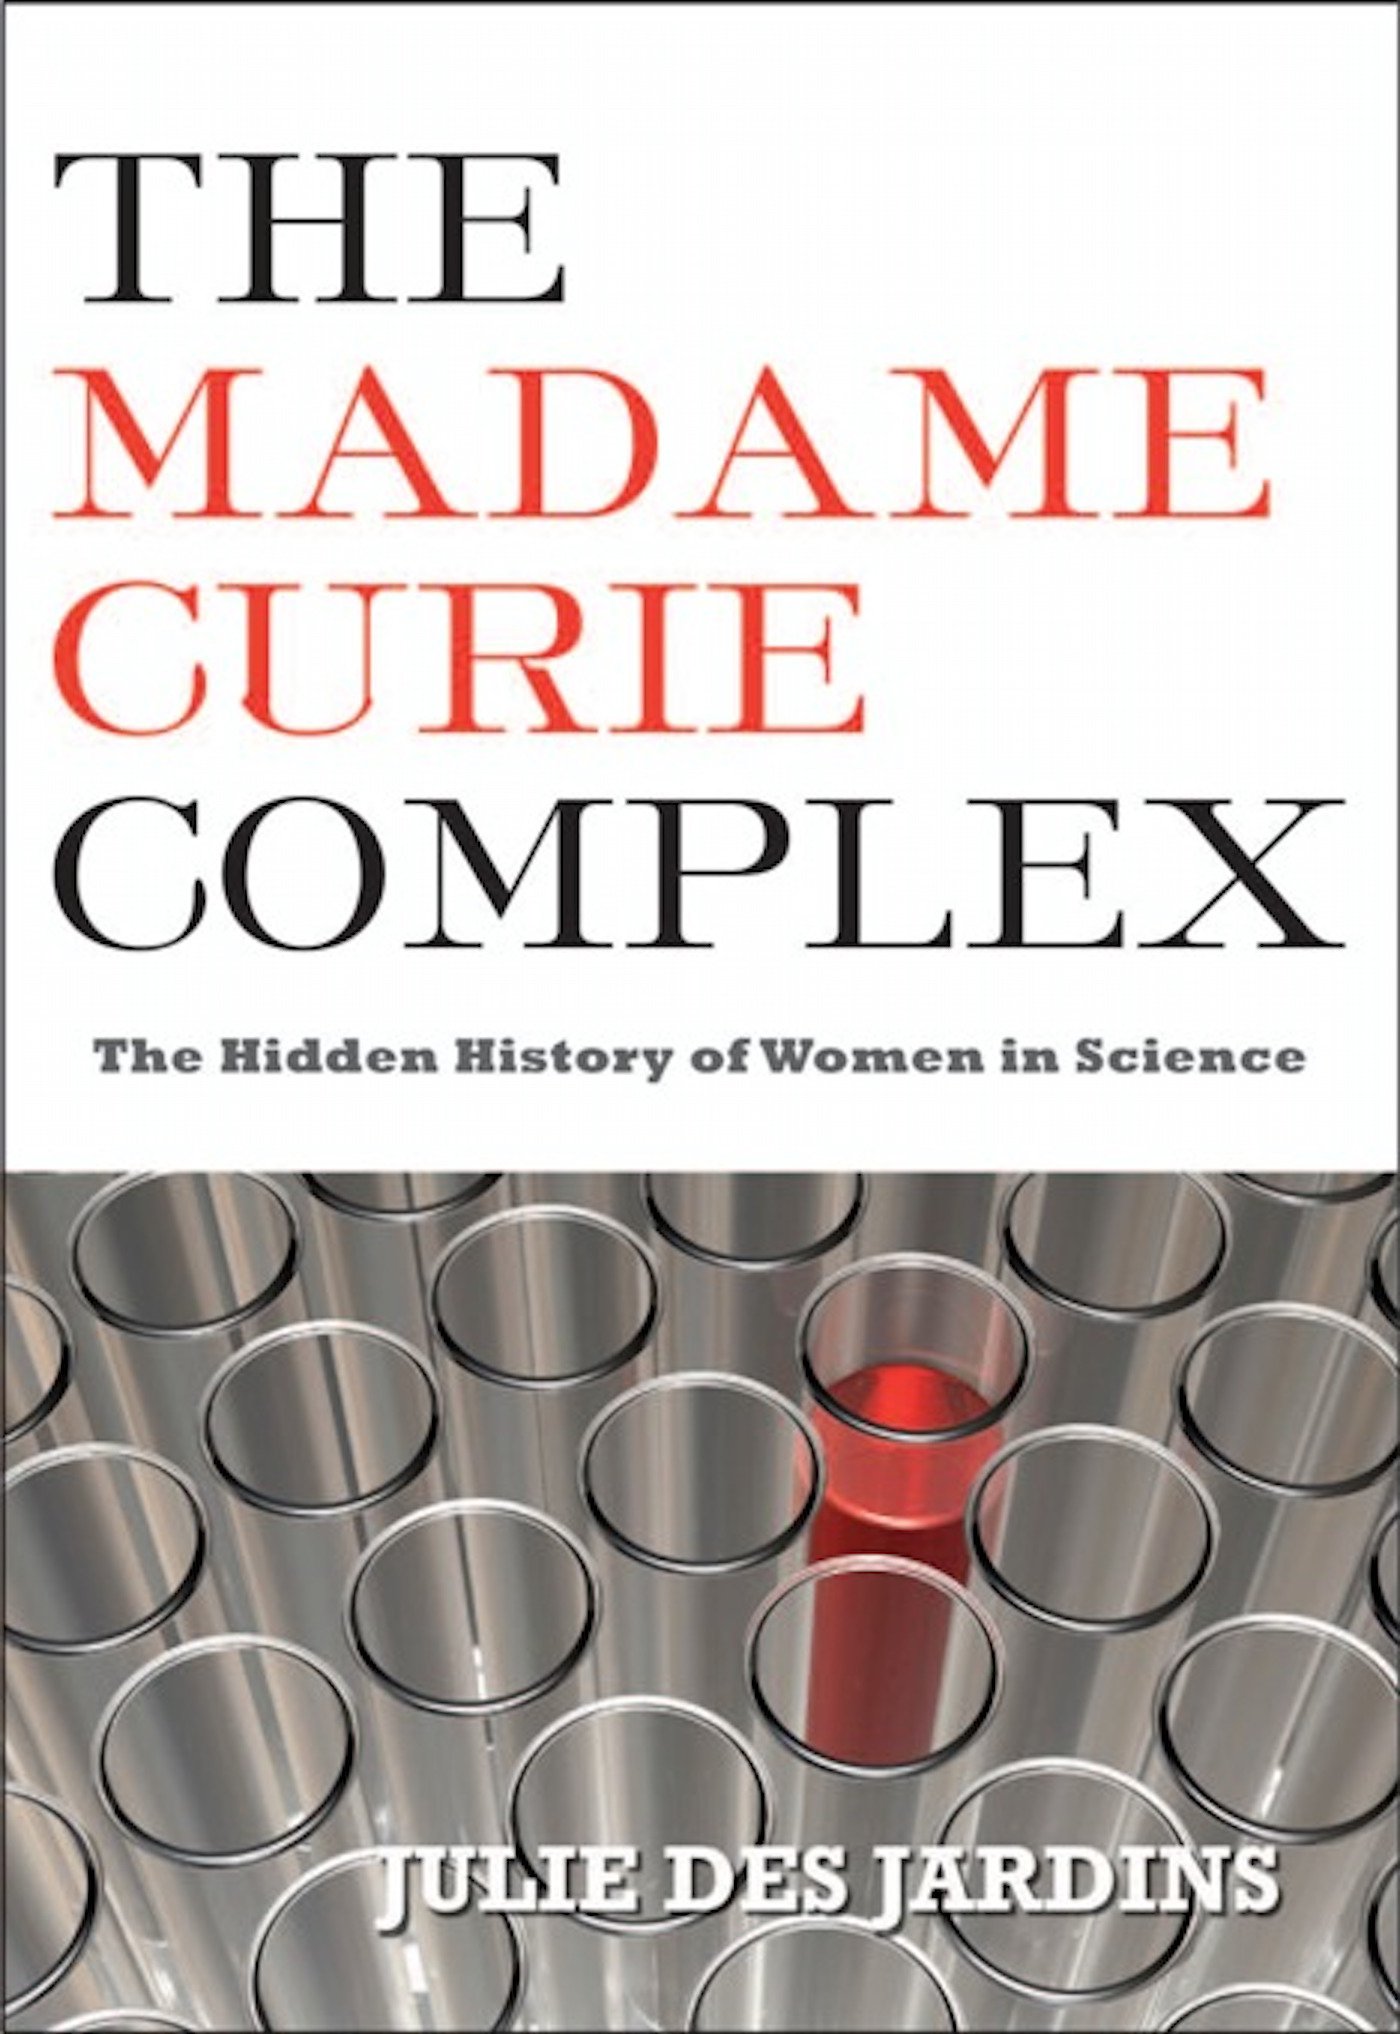 THE
MADAME
CURIE
COMPLEX
The Hidden History of Women in Science
JULIE DES JARDINS